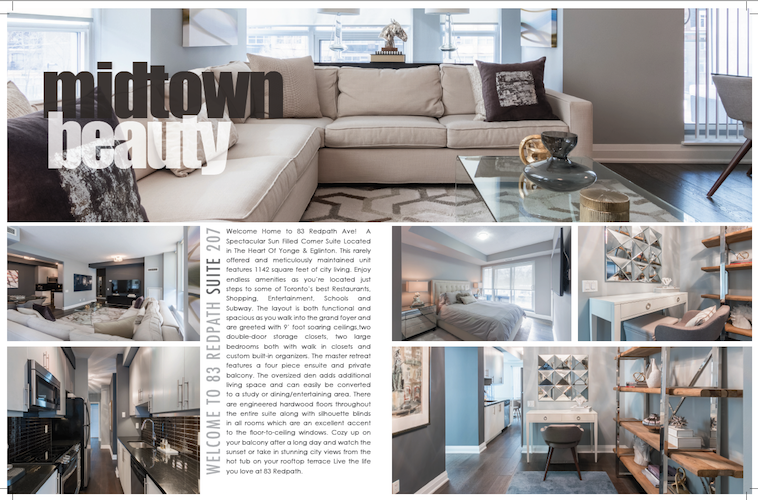 midtown
beauty
WELCOME TO 83 REDPATH SUITE 207
Welcome Home to 83 Redpath Ave! A
Spectacular Sun Filled Corner Suite Located
in The Heart Of Yonge & Eglinton. This rarely
offered and meticulously maintained unit
features 1142 square feet of city living. Enjoy
endless amenities as you're located just
steps to some of Toronto's best Restaurants,
Shopping, Entertainment, Schools and
Subway. The layout is both functional and
spacious as you walk into the grand foyer and
are greeted with 9' foot soaring ceilings,two
double-door storage closets, two large
bedrooms both with walk in closets and
custom built-in organizers. The master retreat
features a four piece ensuite and private
balcony. The oversized den adds additional
living space and can easily be converted
to a study or dining/entertaining area. There
are engineered hardwood floors throughout
the entire suite along with silhouette blinds
in all rooms which are an excellent accent
to the floor-to-ceiling windows. Cozy up on
your balcony after a long day and watch the
sunset or take in stunning city views from the
hot tub on your rooftop terrace Live the life
you love at 83 Redpath.